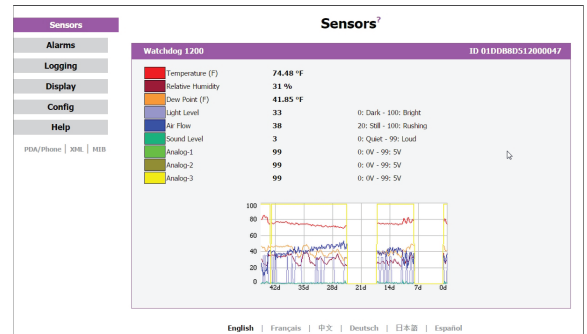 Sensors
Alarms
Logging
Display
Config
Help
PDA/Phone | XML | MIB
Sensors?
Watchdog 1200 ID 01DDB8D512000047
Temperature (F) 74.48 °F
Relative Humidity 31 %
Dew Point (F) 41.85 °F
Light Level 33 0: Dark - 100: Bright
Air Flow 38 20: Still - 100: Rushing
Sound Level 3 0: Quiet - 99: Loud
Analog-1 99 0: 0V - 99: 5V
Analog-2 99 0: 0V - 99: 5V
Analog-3 99 0: 0V - 99: 5V
100
80
60
40
20
0
42d 35d 28d 21d 14d 7d 0d
English | Français | 中文 | Deutsch | 日本語 | Español